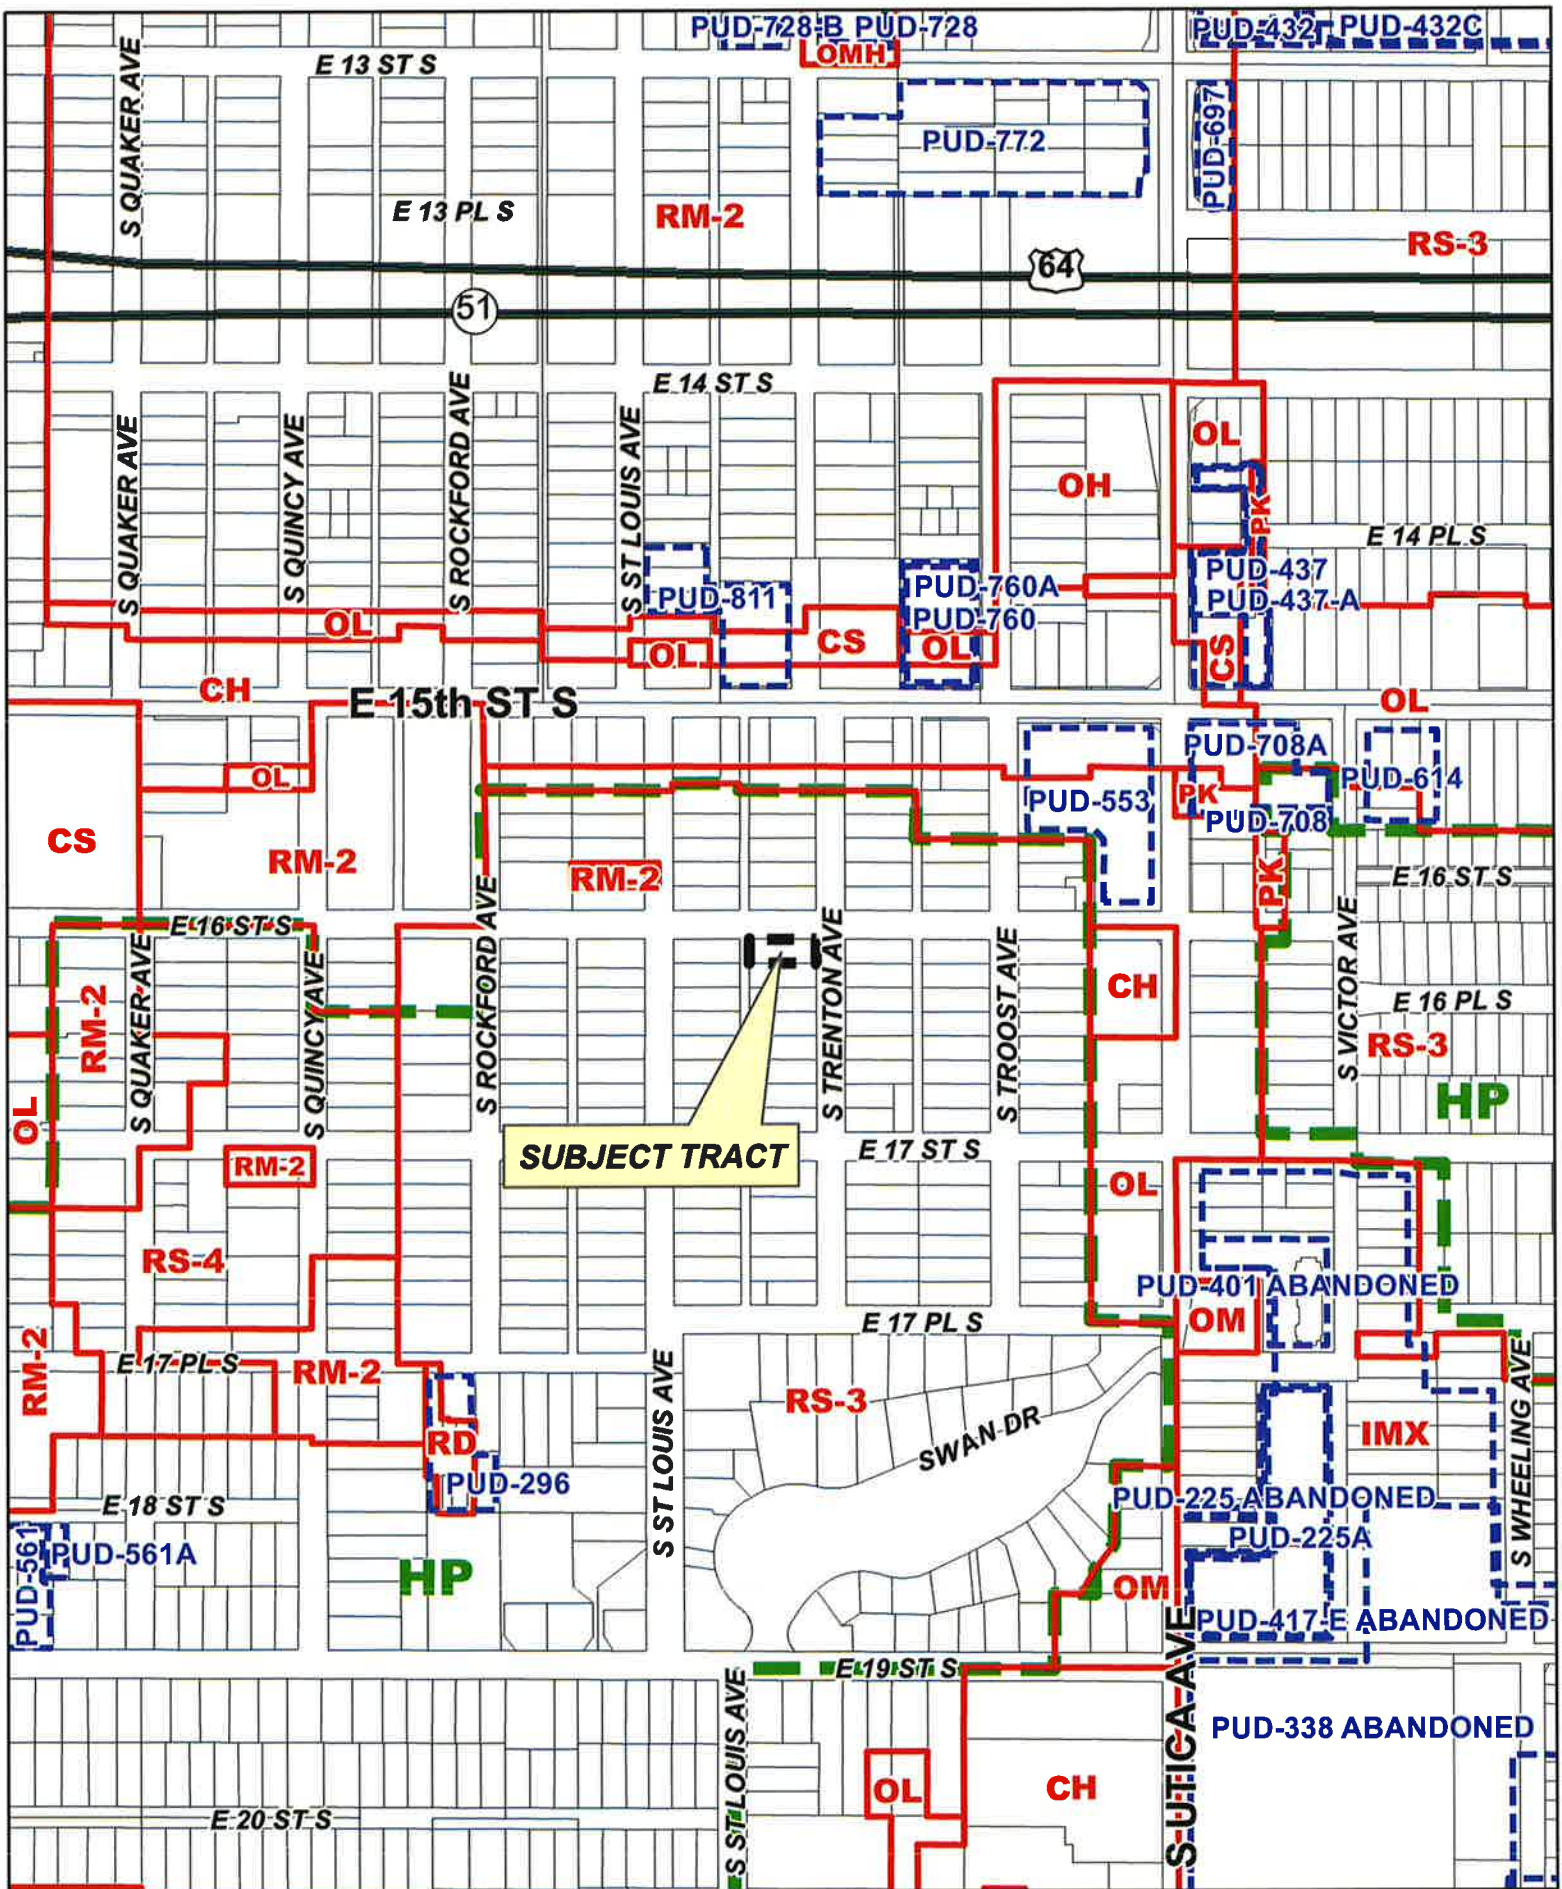 PUD-728-B PUD-728
PUD-432
PUD-432C
LOMH
E 13 ST S
S QUAKER AVE
PUD-772
PUD-697
E 13 PL S
RM-2
RS-3
64
51
E 14 ST S
S QUAKER AVE
S QUINCY AVE
S ROCKFORD AVE
S ST LOUIS AVE
OL
OH
PK
E 14 PL S
PUD-437
PUD-437-A
PUD-760A
PUD-760
PUD-811
OL
OL
CS
OL
CS
CH
E 15th ST S
OL
PUD-708A
OL
PUD-614
PUD-553
PK
PUD-708
CS
RM-2
RM-2
PK
E 16 ST S
E 16 ST S
S QUAKER AVE
S QUINCY AVE
S ROCKFORD AVE
S TRENTON AVE
S TROOST AVE
S VICTOR AVE
CH
E 16 PL S
RM-2
RS-3
HP
OL
SUBJECT TRACT
E 17 ST S
RM-2
OL
RS-4
PUD-401 ABANDONED
OM
E 17 PL S
RM-2
E 17 PL S
RM-2
RS-3
S ST LOUIS AVE
SWAN DR
RD
IMX
S WHEELING AVE
PUD-296
PUD-225 ABANDONED
E 18 ST S
PUD-225A
PUD-561
PUD-561A
HP
OM
PUD-417-E ABANDONED
E 19 ST S
S ST LOUIS AVE
S UTICA AVE
PUD-338 ABANDONED
OL
CH
E 20 ST S